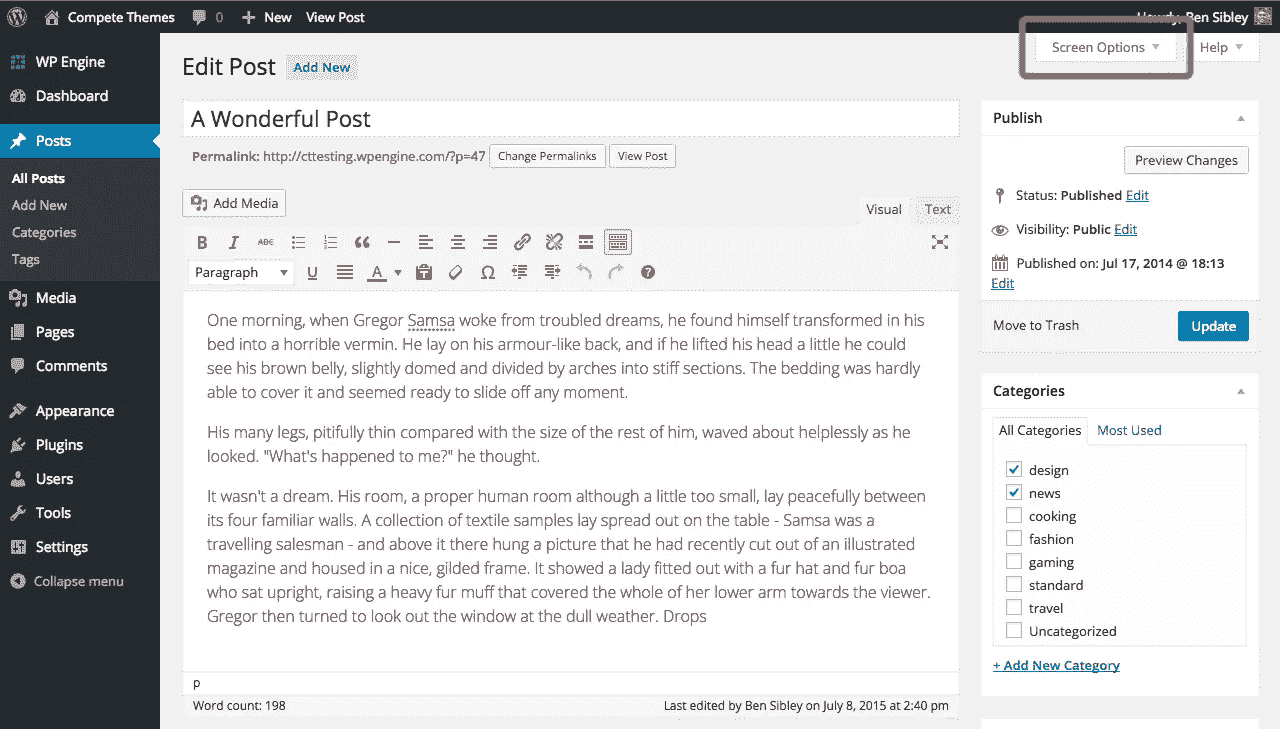 Compete Themes 0 New View Post Howdy, Ben Sibley
WP Engine
Dashboard
Posts
All Posts
Add New
Categories
Tags
Media
Pages
Comments
Appearance
Plugins
Users
Tools
Settings
Collapse menu
Screen Options Help
Edit Post Add New
A Wonderful Post
Permalink: http://cttesting.wpengine.com/?p=47 Change Permalinks View Post
Add Media
Visual Text
B I ABC
Paragraph U A
One morning, when Gregor Samsa woke from troubled dreams, he found himself transformed in his
bed into a horrible vermin. He lay on his armour-like back, and if he lifted his head a little he could
see his brown belly, slightly domed and divided by arches into stiff sections. The bedding was hardly
able to cover it and seemed ready to slide off any moment.
His many legs, pitifully thin compared with the size of the rest of him, waved about helplessly as he
looked. "What's happened to me?" he thought.
It wasn't a dream. His room, a proper human room although a little too small, lay peacefully between
its four familiar walls. A collection of textile samples lay spread out on the table - Samsa was a
travelling salesman - and above it there hung a picture that he had recently cut out of an illustrated
magazine and housed in a nice, gilded frame. It showed a lady fitted out with a fur hat and fur boa
who sat upright, raising a heavy fur muff that covered the whole of her lower arm towards the viewer.
Gregor then turned to look out the window at the dull weather. Drops
p
Word count: 198 Last edited by Ben Sibley on July 8, 2015 at 2:40 pm
Publish
Preview Changes
Status: Published Edit
Visibility: Public Edit
Published on: Jul 17, 2014 @ 18:13
Edit
Move to Trash Update
Categories
All Categories Most Used
design
news
cooking
fashion
gaming
standard
travel
Uncategorized
+ Add New Category